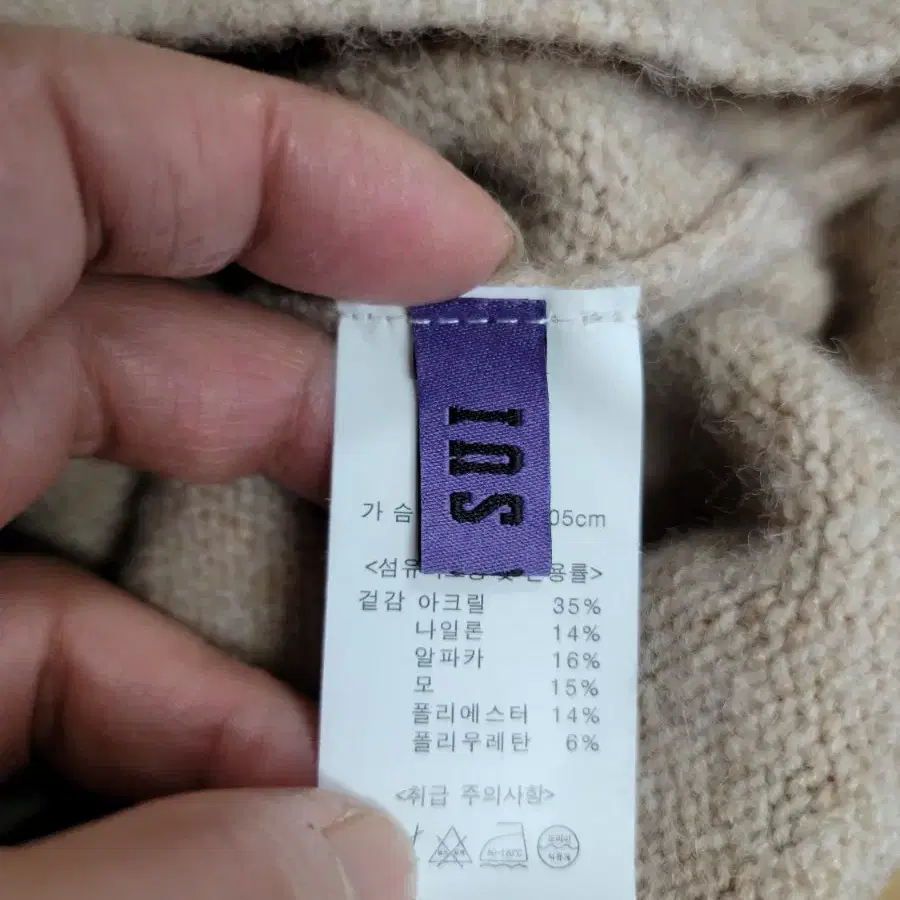 SUI
가슴 05cm
<섬유 용률>
겉감 아크릴 35%
나일론 14%
알파카 16%
모 15%
폴리에스터 14%
폴리우레탄 6%
<취급 주의사항>